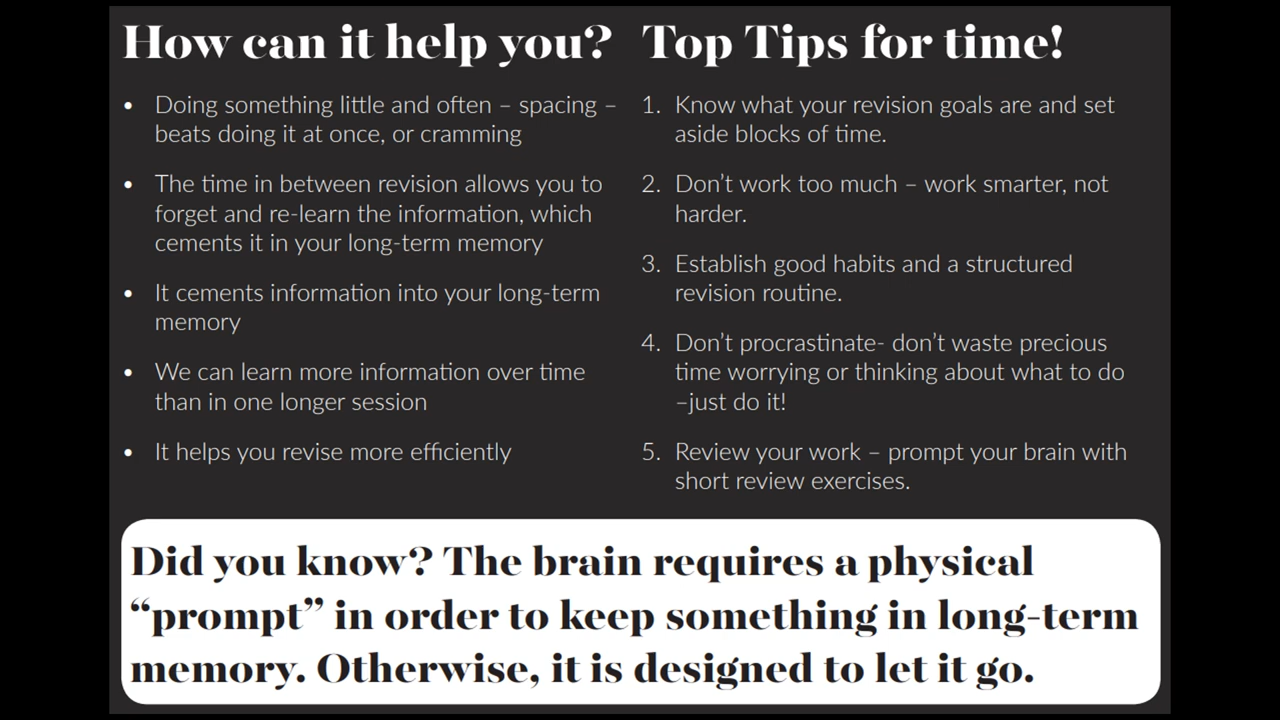 How can it help you?
• Doing something little and often – spacing –
beats doing it at once, or cramming
• The time in between revision allows you to
forget and re-learn the information, which
cements it in your long-term memory
• It cements information into your long-term
memory
• We can learn more information over time
than in one longer session
• It helps you revise more efficiently
Top Tips for time!
1. Know what your revision goals are and set
aside blocks of time.
2. Don’t work too much – work smarter, not
harder.
3. Establish good habits and a structured
revision routine.
4. Don’t procrastinate- don’t waste precious
time worrying or thinking about what to do
–just do it!
5. Review your work – prompt your brain with
short review exercises.
Did you know? The brain requires a physical
“prompt” in order to keep something in long-term
memory. Otherwise, it is designed to let it go.